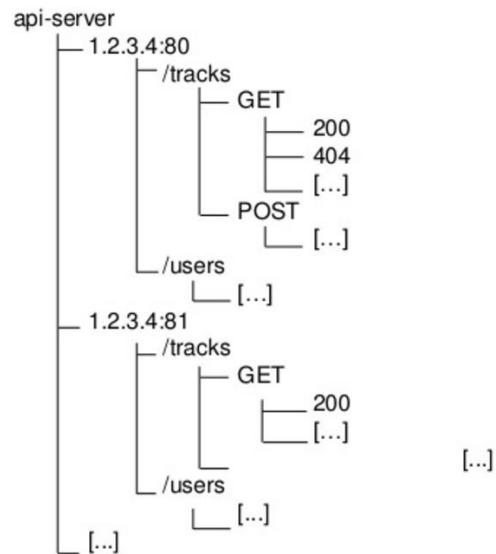 api-server
1.2.3.4:80
/tracks
GET
200
404
[...]
POST
[...]
/users
[...]
1.2.3.4:81
/tracks
GET
200
[...]
[...]
/users
[...]
[...]